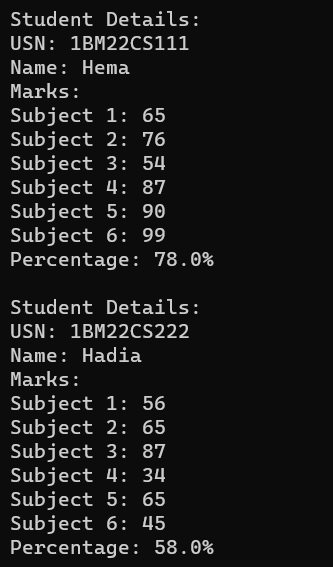 Student Details:
USN: 1BM22CS111
Name: Hema
Marks:
Subject 1: 65
Subject 2: 76
Subject 3: 54
Subject 4: 87
Subject 5: 90
Subject 6: 99
Percentage: 78.0%

Student Details:
USN: 1BM22CS222
Name: Hadia
Marks:
Subject 1: 56
Subject 2: 65
Subject 3: 87
Subject 4: 34
Subject 5: 65
Subject 6: 45
Percentage: 58.0%